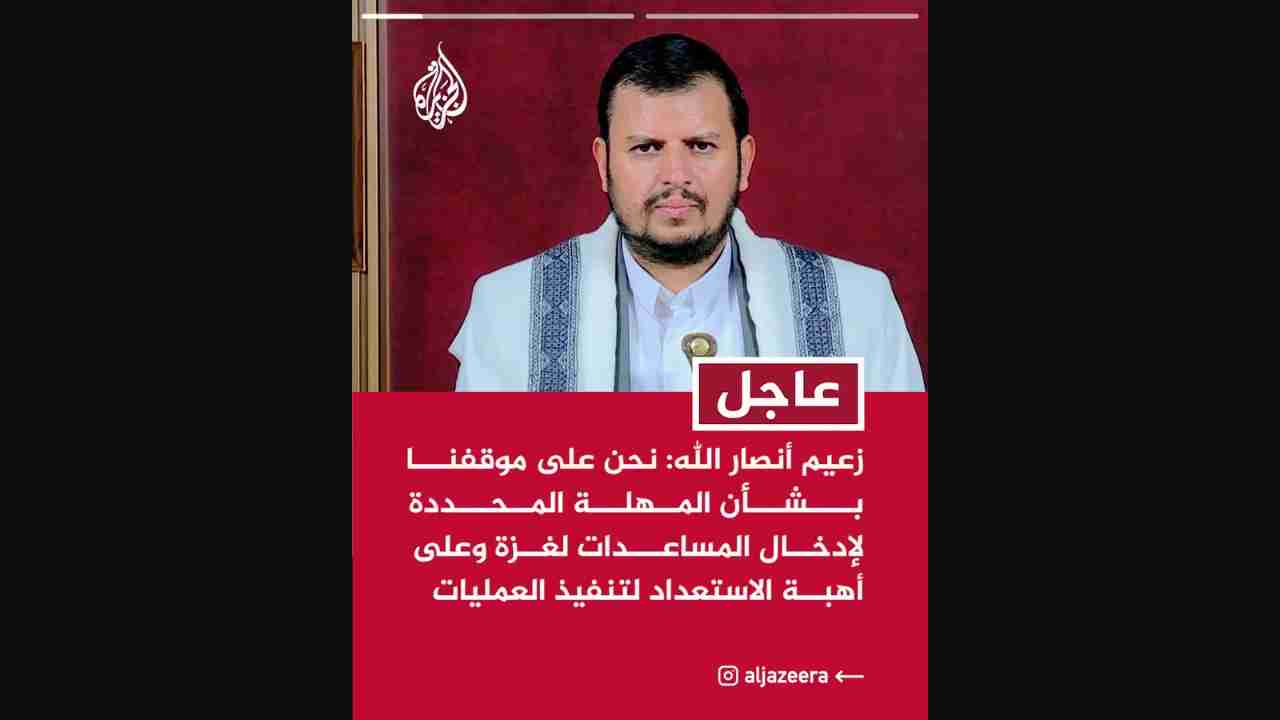 الجزيرة
عاجل
زعيم أنصار الله: نحن على موقفنا
بشأن المهلة المحددة
لإدخال المساعدات لغزة وعلى
أهبة الاستعداد لتنفيذ العمليات
aljazeera